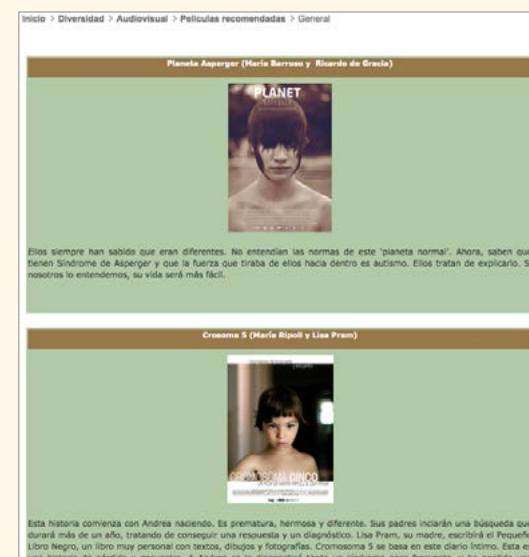 Inicio > Diversidad > Audiovisual > Películas recomendadas > General
Planeta Asperger (María Barroso y Ricardo de Gracia)
PLANET
Ellos siempre han sabido que eran diferentes. No entendían las normas de este 'planeta normal'. Ahora, saben que
tienen Síndrome de Asperger y que la fuerza que tiraba de ellos hacia dentro es autismo. Ellos tratan de explicarlo. S
nosotros lo entendemos, su vida será más fácil.
Crosoma 5 (María Ripoll y Lisa Pram)
CROMOSOMA CINCO
Esta historia comienza con Andrea naciendo. Es prematura, hermosa y diferente. Sus padres inciarán una búsqueda que
durará más de un año, tratando de conseguir una respuesta y un diagnóstico. Lisa Pram, su madre, escribirá el Pequeño
Libro Negro, un libro muy personal con textos, dibujos y fotografías. Cromosoma 5 se basa en este diario íntimo. Esta es